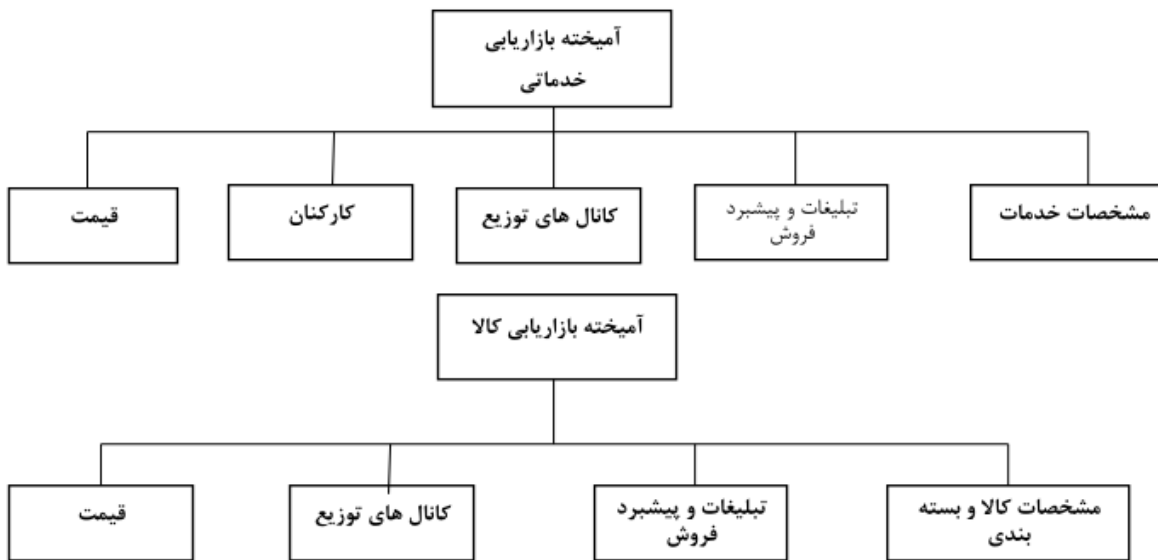 آمیخته بازاریابی
خدماتی
مشخصات خدمات
تبلیغات و پیشبرد
فروش
کانال های توزیع
کارکنان
قیمت
آمیخته بازاریابی کالا
مشخصات کالا و بسته
بندی
تبلیغات و پیشبرد
فروش
کانال های توزیع
قیمت